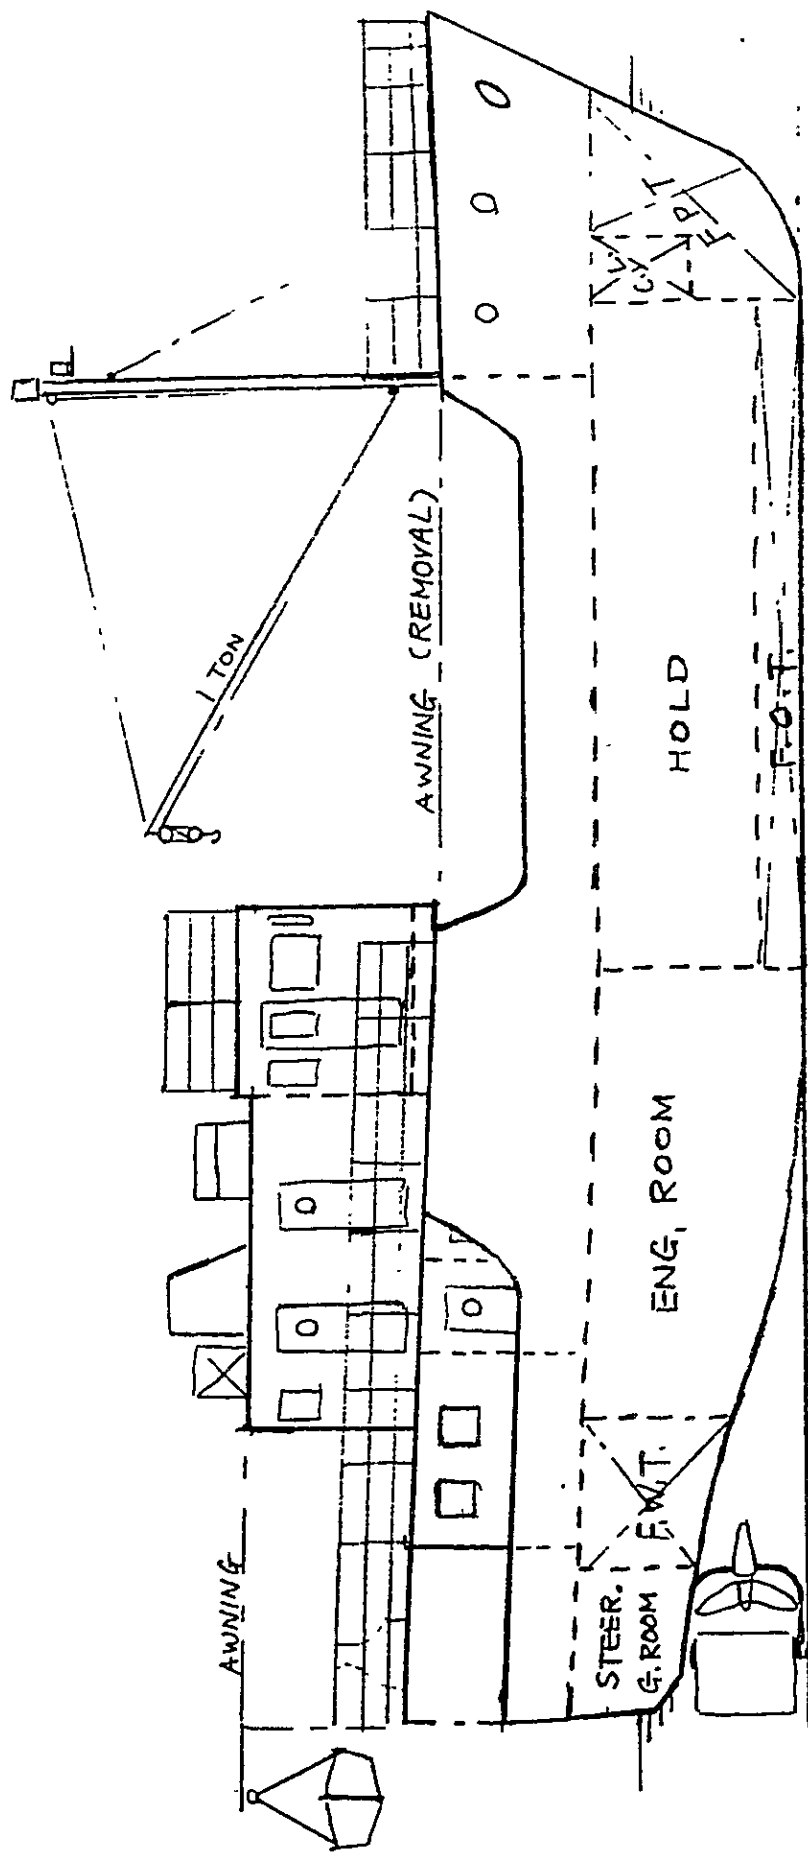 AWNING
1 TON
AWNING (REMOVAL)
STEER.
G. ROOM
F.W.T.
ENG. ROOM
HOLD
F.O.T.
C.L.
F P T